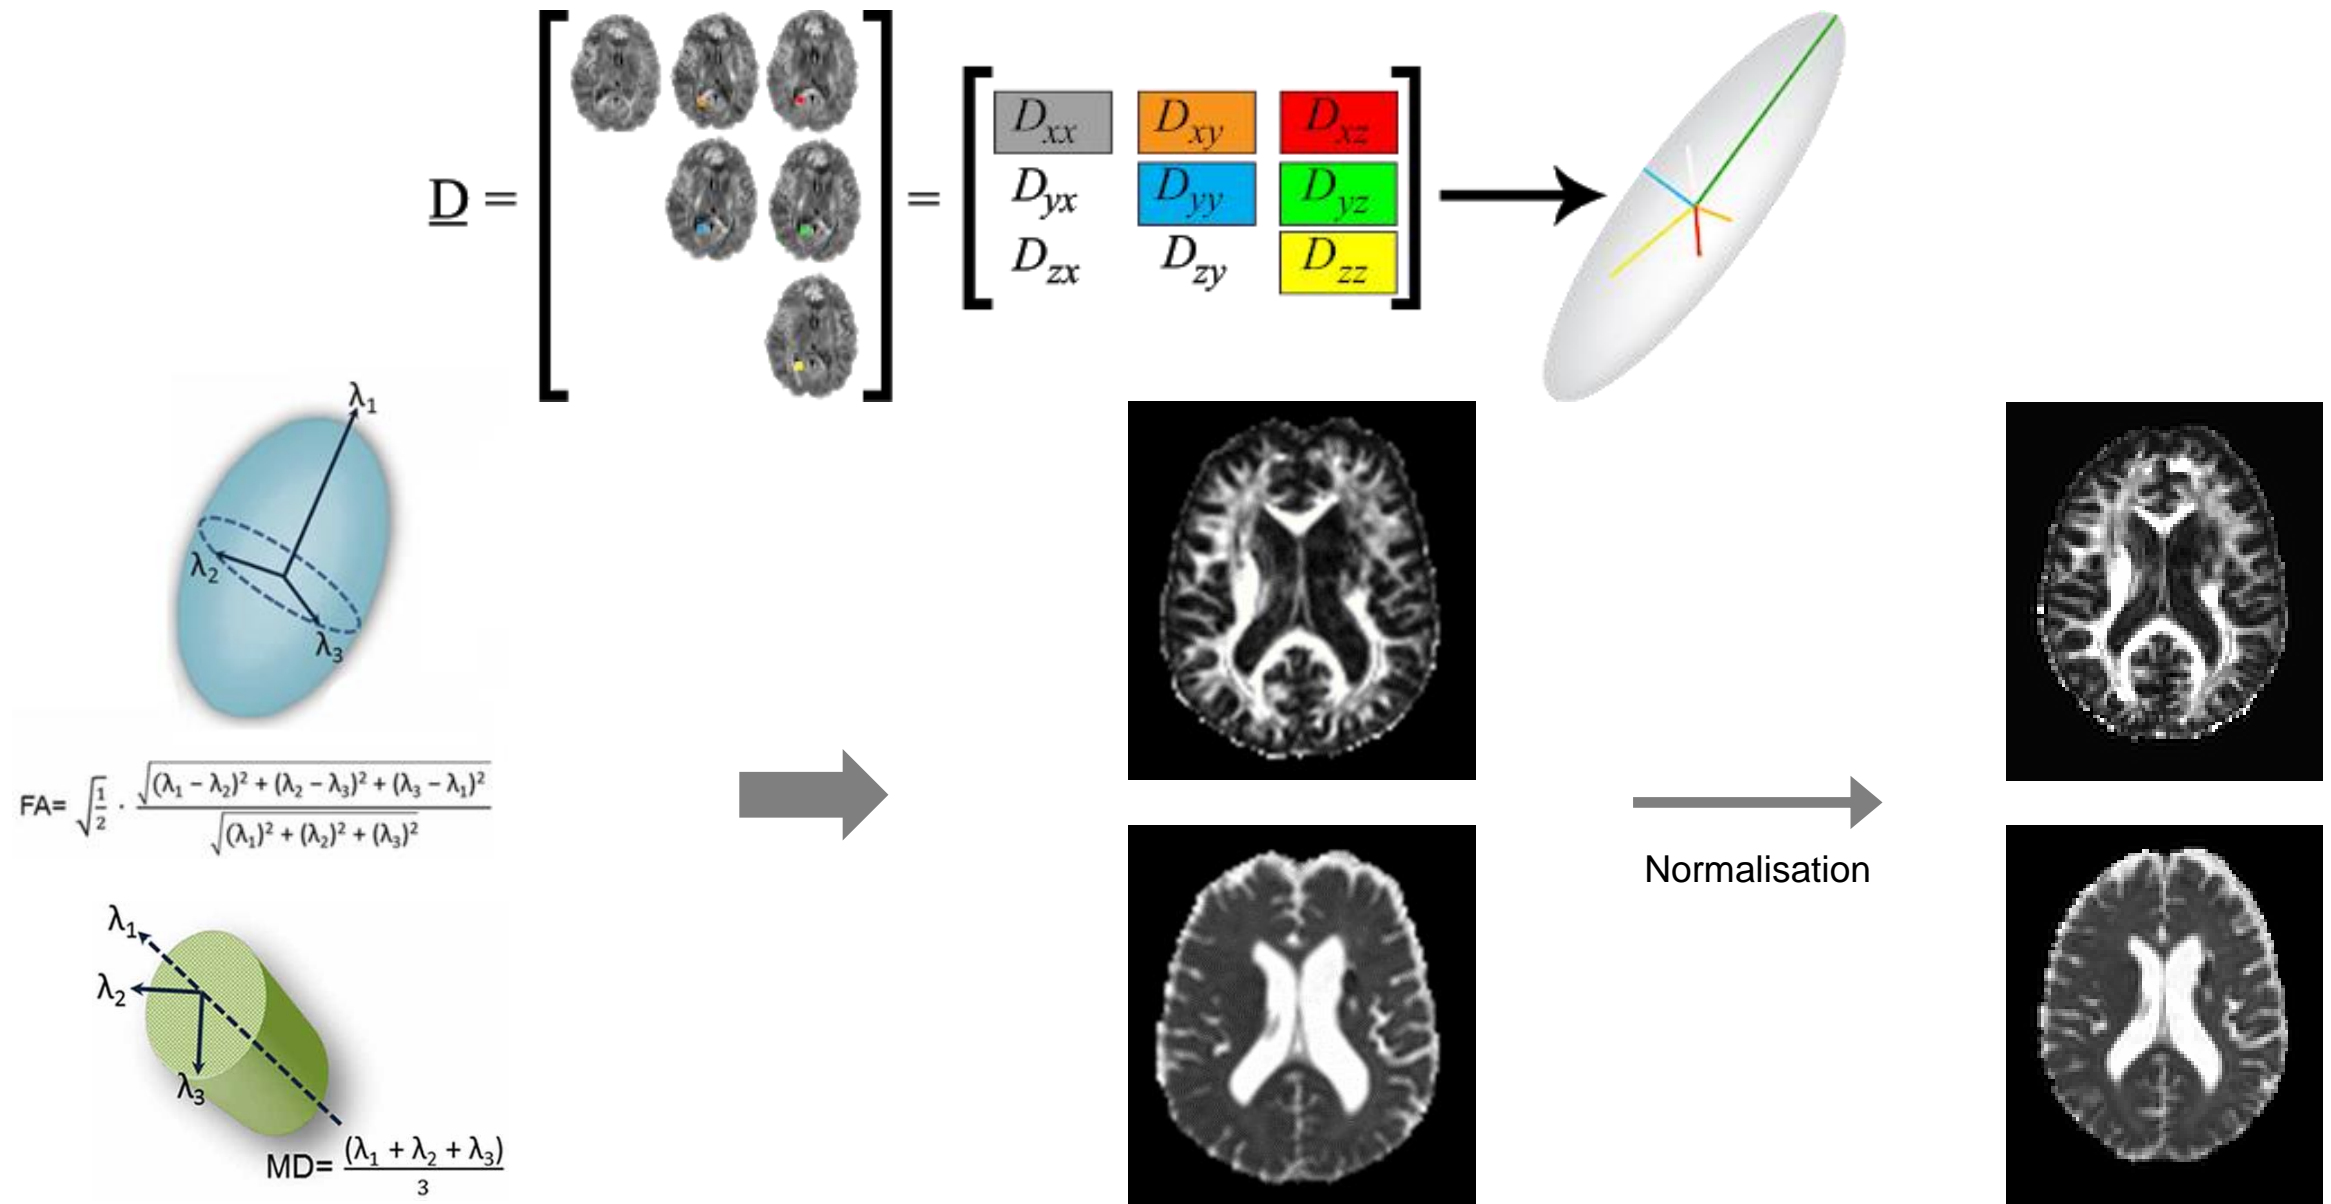 D = [ ] = [ Dxx Dxy Dxz
Dyx Dyy Dyz
Dzx Dzy Dzz ]
λ1
λ2
λ3
FA= √(1/2) · √((λ1 − λ2)² + (λ2 − λ3)² + (λ3 − λ1)²) / √((λ1)² + (λ2)² + (λ3)²)
Normalisation
λ1
λ2
λ3
MD= (λ1 + λ2 + λ3) / 3